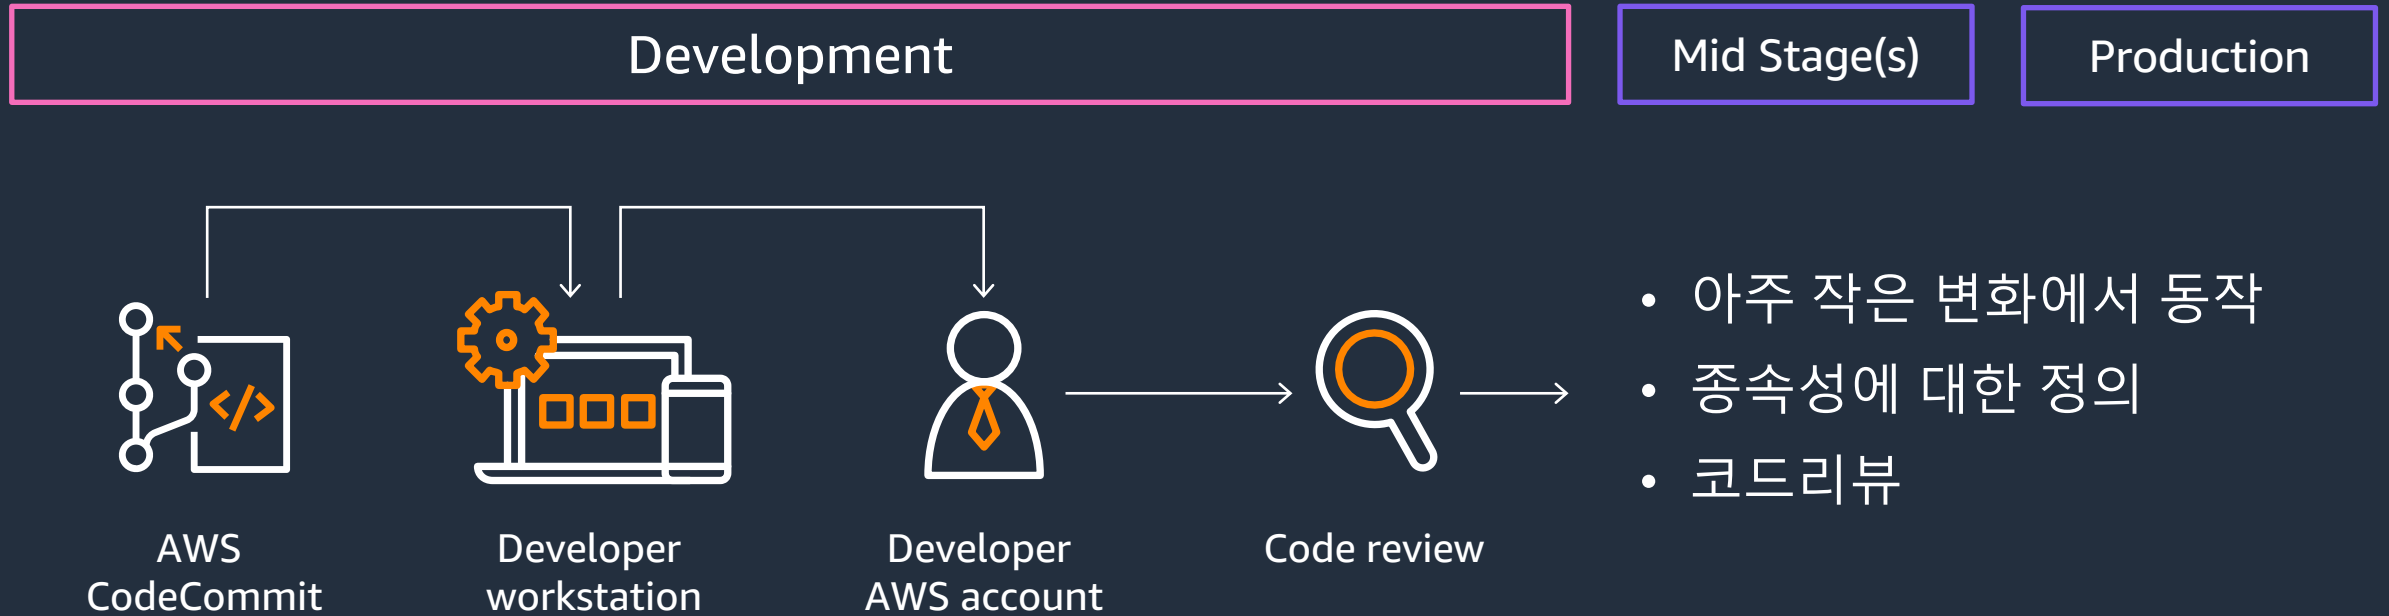 Development
Mid Stage(s)
Production
</>
AWS
CodeCommit
Developer
workstation
Developer
AWS account
Code review
• 아주 작은 변화에서 동작
• 종속성에 대한 정의
• 코드리뷰